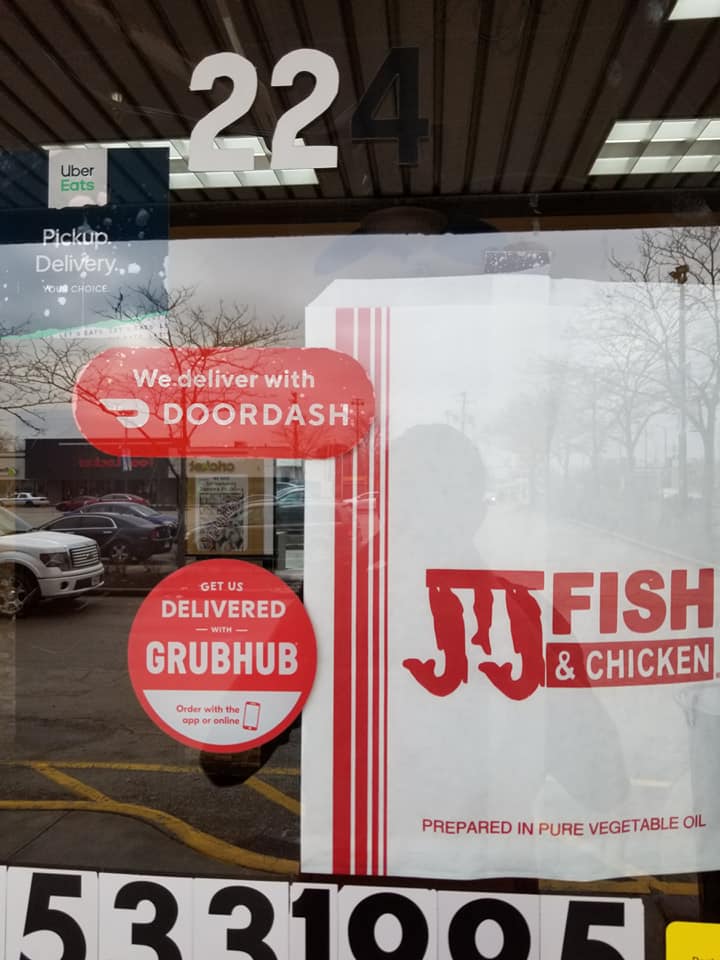 224
Uber
Eats
Pickup.
Delivery.
YOUR CHOICE.
We deliver with
DOORDASH
GET US
DELIVERED
WITH
GRUBHUB
Order with the
app or online
JJ FISH
& CHICKEN
PREPARED IN PURE VEGETABLE OIL
5331995